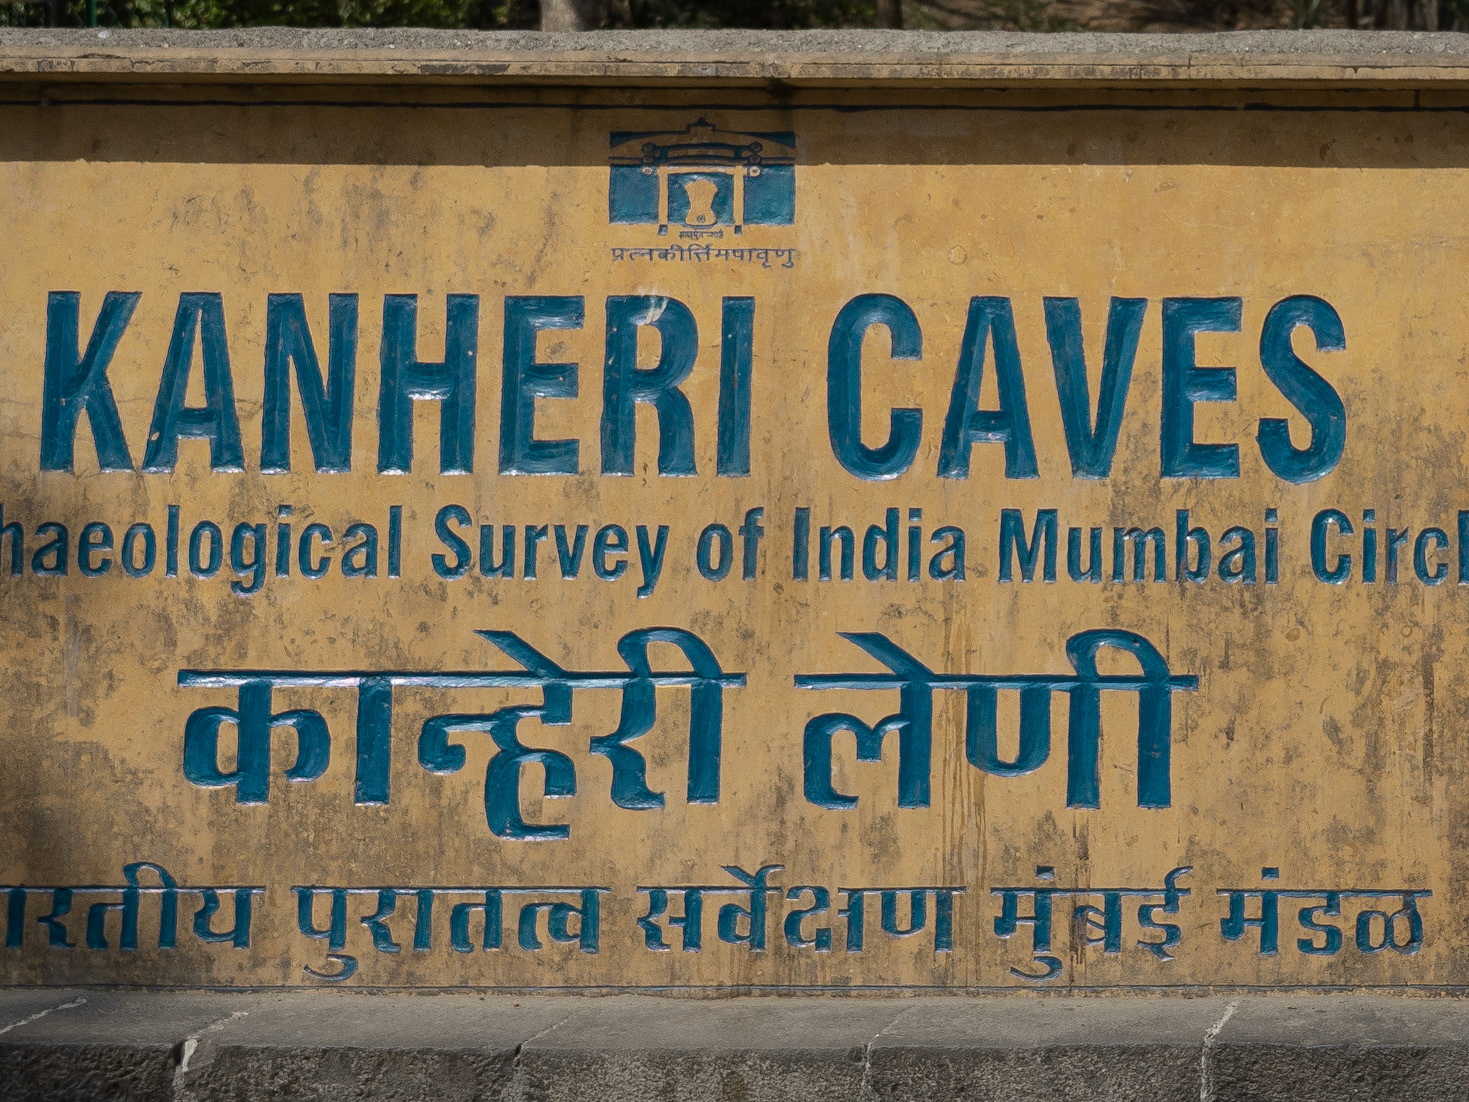 प्रत्नकीर्त्तिमपावृणु
KANHERI CAVES
haeological Survey of India Mumbai Circl
कान्हेरी लेणी
ारतीय पुरातत्व सर्वेक्षण मुंबई मंडळ